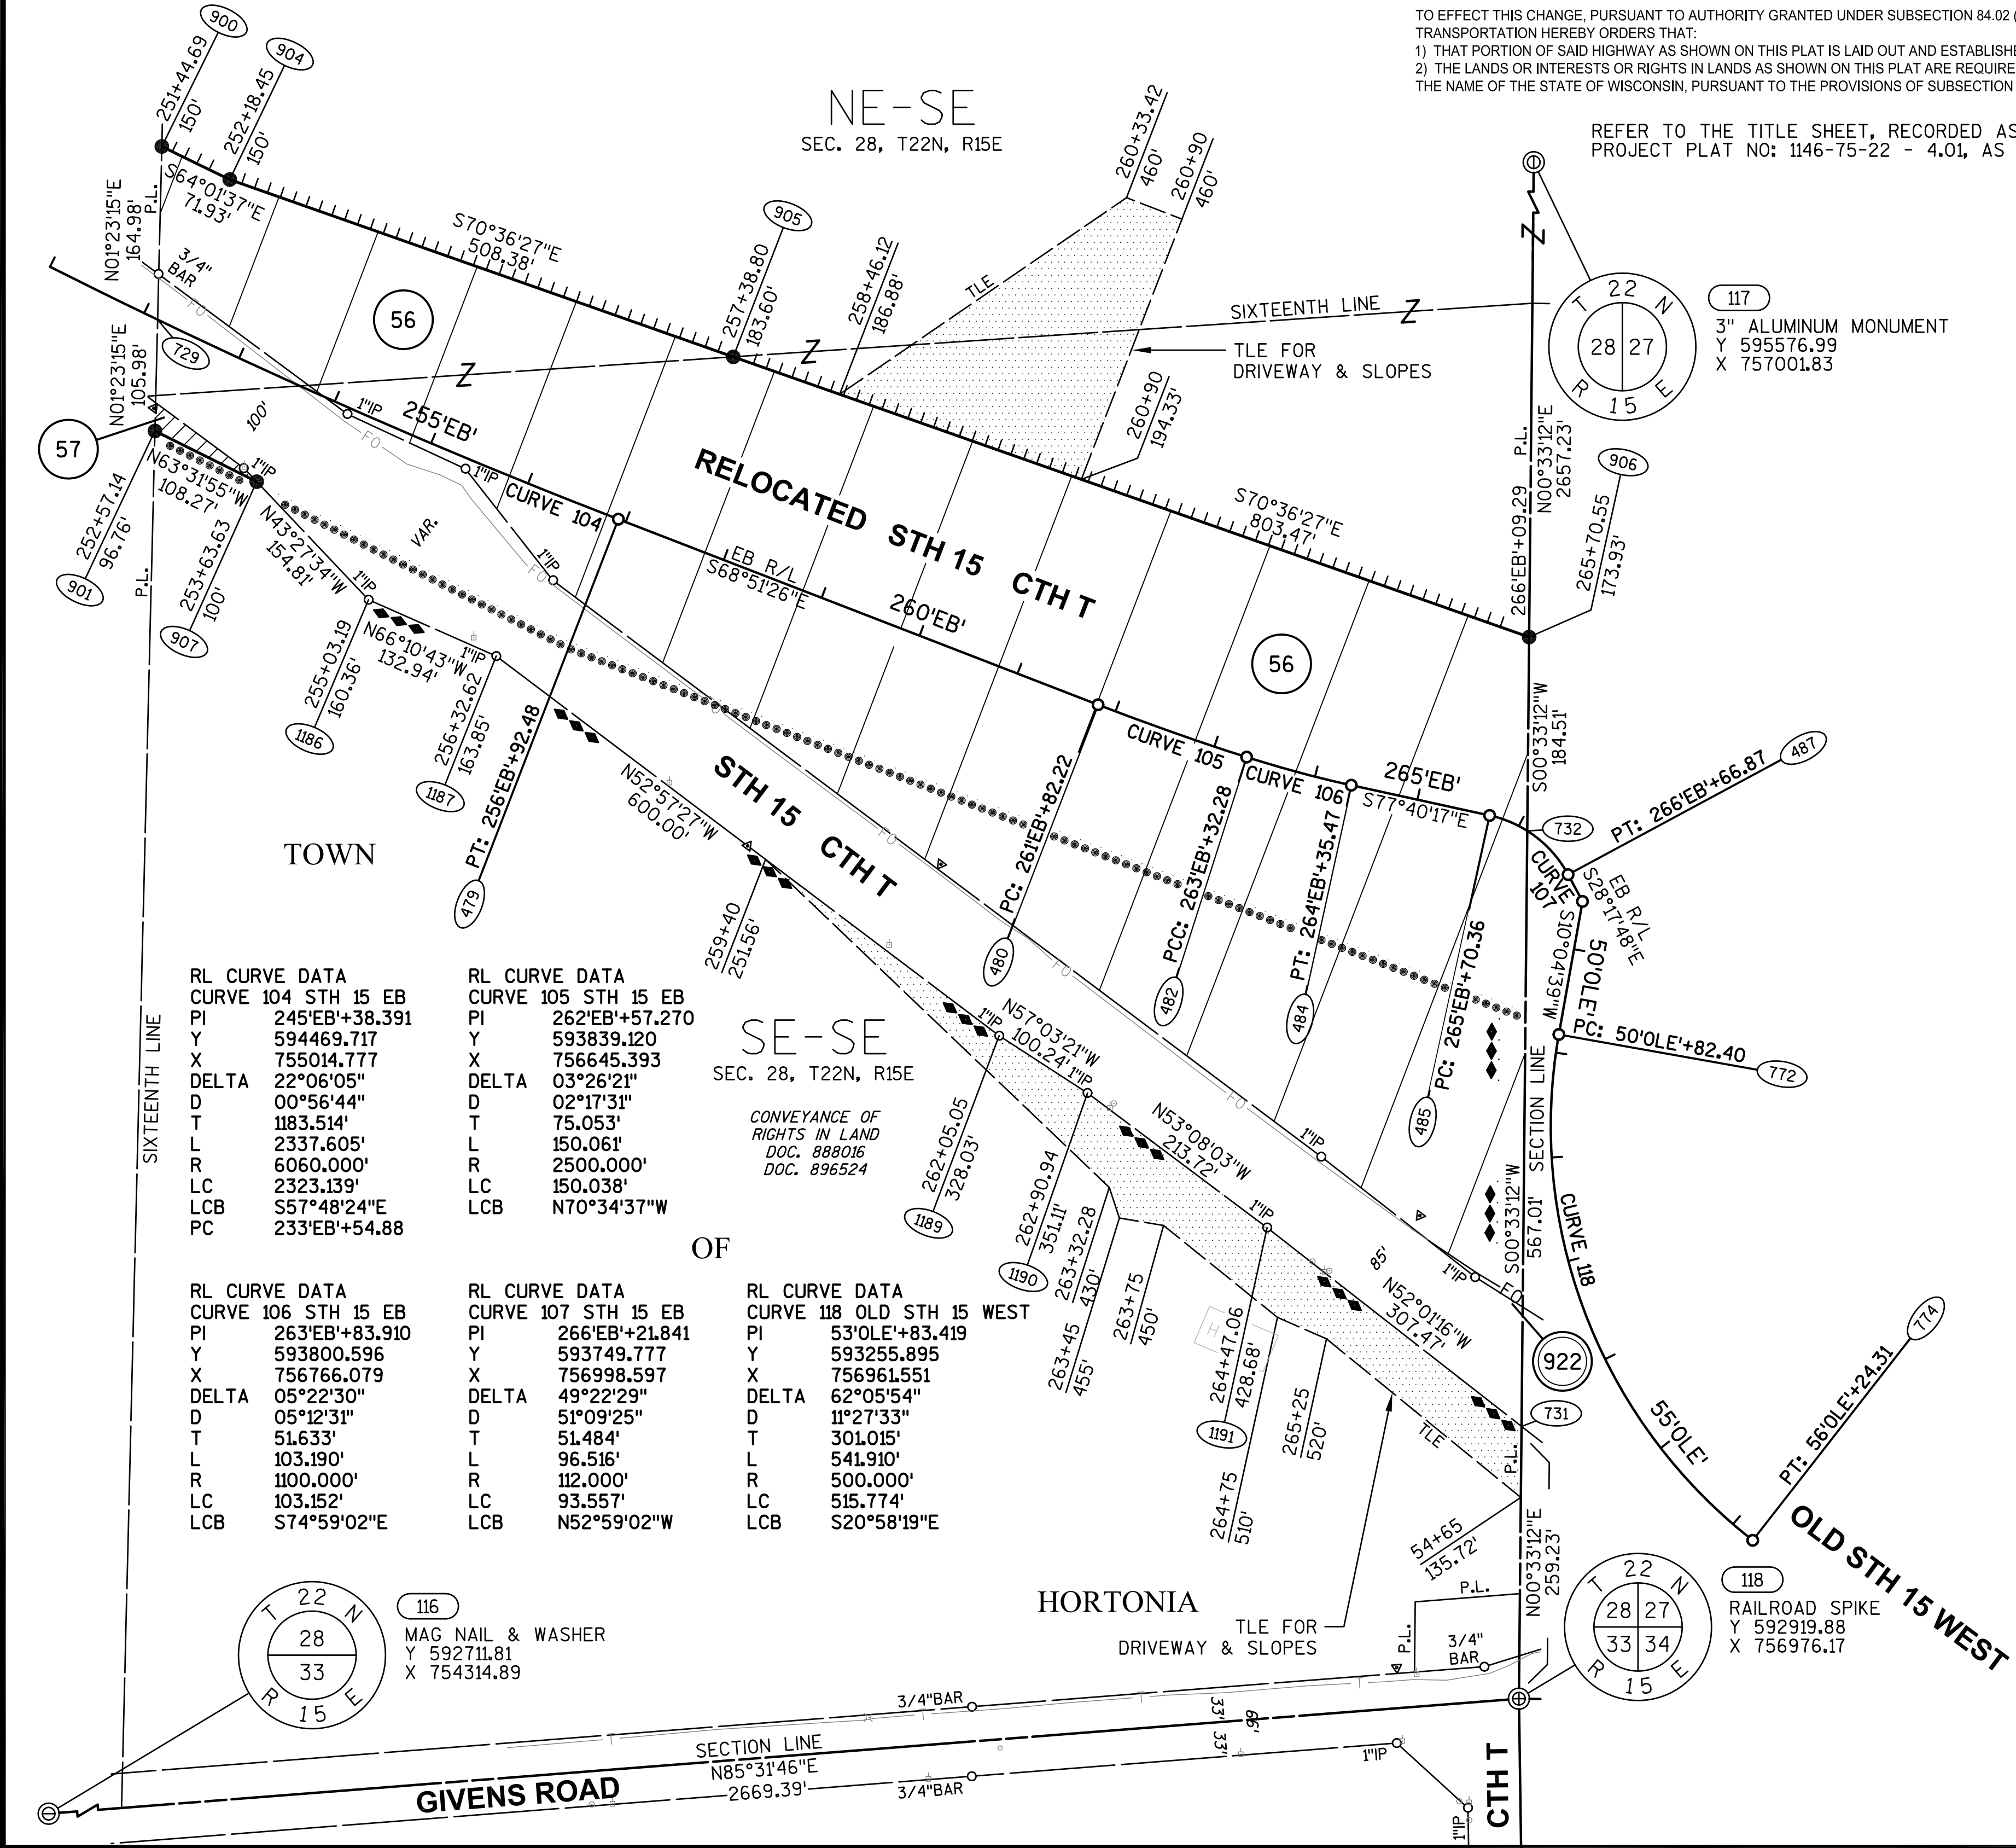 TO EFFECT THIS CHANGE, PURSUANT TO AUTHORITY GRANTED UNDER SUBSECTION 84.02 (
TRANSPORTATION HEREBY ORDERS THAT:
1) THAT PORTION OF SAID HIGHWAY AS SHOWN ON THIS PLAT IS LAID OUT AND ESTABLISHE
2) THE LANDS OR INTERESTS OR RIGHTS IN LANDS AS SHOWN ON THIS PLAT ARE REQUIRE
THE NAME OF THE STATE OF WISCONSIN, PURSUANT TO THE PROVISIONS OF SUBSECTION
REFER TO THE TITLE SHEET, RECORDED AS
PROJECT PLAT NO: 1146-75-22 - 4.01, AS
NE-SE
SEC. 28, T22N, R15E
900
251+44.69
150'
904
252+18.45
150'
S64°01'37"E
71.93'
N01°23'15"E
164.98'
P.L.
3/4"
BAR
FO
S70°36'27"E
508.38'
905
257+38.80
183.60'
258+46.12
186.88'
260+33.42
460'
260+90
460'
TLE
SIXTEENTH LINE
Z
Z
Z
Z
TLE FOR
DRIVEWAY & SLOPES
260+90
194.33'
117
3" ALUMINUM MONUMENT
Y 595576.99
X 757001.83
T 22 N
28 27
R 15 E
56
729
N01°23'15"E
105.98'
100'
57
1"IP
255'EB'
FO
1"IP
CURVE 104
1"IP
FO
N63°31'55"W
108.27'
1"IP
252+57.14
96.76'
901
P.L.
253+63.63
100'
907
N43°27'34"W
154.81'
VAR.
1"IP
255+03.19
160.36'
1186
N66°10'43"W
132.94'
1"IP
256+32.62
163.85'
1187
PT: 256'EB'+92.48
479
RELOCATED STH 15 CTH T
EB R/L
S68°51'26"E
260'EB'
S70°36'27"E
803.47'
266'EB'+09.29
P.L.
N00°33'12"E
2657.23'
906
265+70.55
173.93'
56
CURVE 105
CURVE 106
265'EB'
S77°40'17"E
S00°33'12"W
184.51'
487
PT: 266'EB'+66.87
732
CURVE
107
EB R/L
S28°17'48"E
S10°04'39"W
50'OLE'
PC: 50'OLE'+82.40
772
N52°57'27"W
600.00'
STH 15 CTH T
FO
FO
FO
FO
FO
259+40
251.56'
PC: 261'EB'+82.22
480
PCC: 263'EB'+32.28
482
PT: 264'EB'+35.47
484
PC: 265'EB'+70.36
485
TOWN
SIXTEENTH LINE
RL CURVE DATA
CURVE 104 STH 15 EB
PI 245'EB'+38.391
Y 594469.717
X 755014.777
DELTA 22°06'05"
D 00°56'44"
T 1183.514'
L 2337.605'
R 6060.000'
LC 2323.139'
LCB S57°48'24"E
PC 233'EB'+54.88
RL CURVE DATA
CURVE 105 STH 15 EB
PI 262'EB'+57.270
Y 593839.120
X 756645.393
DELTA 03°26'21"
D 02°17'31"
T 75.053'
L 150.061'
R 2500.000'
LC 150.038'
LCB N70°34'37"W
SE-SE
SEC. 28, T22N, R15E
CONVEYANCE OF
RIGHTS IN LAND
DOC. 888016
DOC. 896524
1"IP
N57°03'21"W
100.24'
1"IP
262+05.05
328.03'
1189
262+90.94
351.11'
1190
N53°08'03"W
213.72'
1"IP
1"IP
263+32.28
430'
263+45
455'
263+75
450'
H
264+47.06
428.68'
1191
264+75
510'
265+25
520'
85'
N52°01'16"W
307.47'
1"IP
FO
S00°33'12"W
567.01'
SECTION LINE
CURVE 118
922
731
TLE
P.L.
55'OLE'
PT: 56'OLE'+24.31
774
OLD STH 15 WEST
OF
RL CURVE DATA
CURVE 106 STH 15 EB
PI 263'EB'+83.910
Y 593800.596
X 756766.079
DELTA 05°22'30"
D 05°12'31"
T 51.633'
L 103.190'
R 1100.000'
LC 103.152'
LCB S74°59'02"E
RL CURVE DATA
CURVE 107 STH 15 EB
PI 266'EB'+21.841
Y 593749.777
X 756998.597
DELTA 49°22'29"
D 51°09'25"
T 51.484'
L 96.516'
R 112.000'
LC 93.557'
LCB N52°59'02"W
RL CURVE DATA
CURVE 118 OLD STH 15 WEST
PI 53'OLE'+83.419
Y 593255.895
X 756961.551
DELTA 62°05'54"
D 11°27'33"
T 301.015'
L 541.910'
R 500.000'
LC 515.774'
LCB S20°58'19"E
54+65
135.72'
N00°33'12"E
259.23'
HORTONIA
TLE FOR
DRIVEWAY & SLOPES
P.L.
P.L.
3/4"
BAR
T 22 N
28 27
33 34
R 15 E
118
RAILROAD SPIKE
Y 592919.88
X 756976.17
T 22 N
28
33
R 15 E
116
MAG NAIL & WASHER
Y 592711.81
X 754314.89
3/4"BAR
T
T
T
T
33'
33'
66'
SECTION LINE
N85°31'46"E
2669.39'
GIVENS ROAD
3/4"BAR
1"IP
1"IP
CTH T